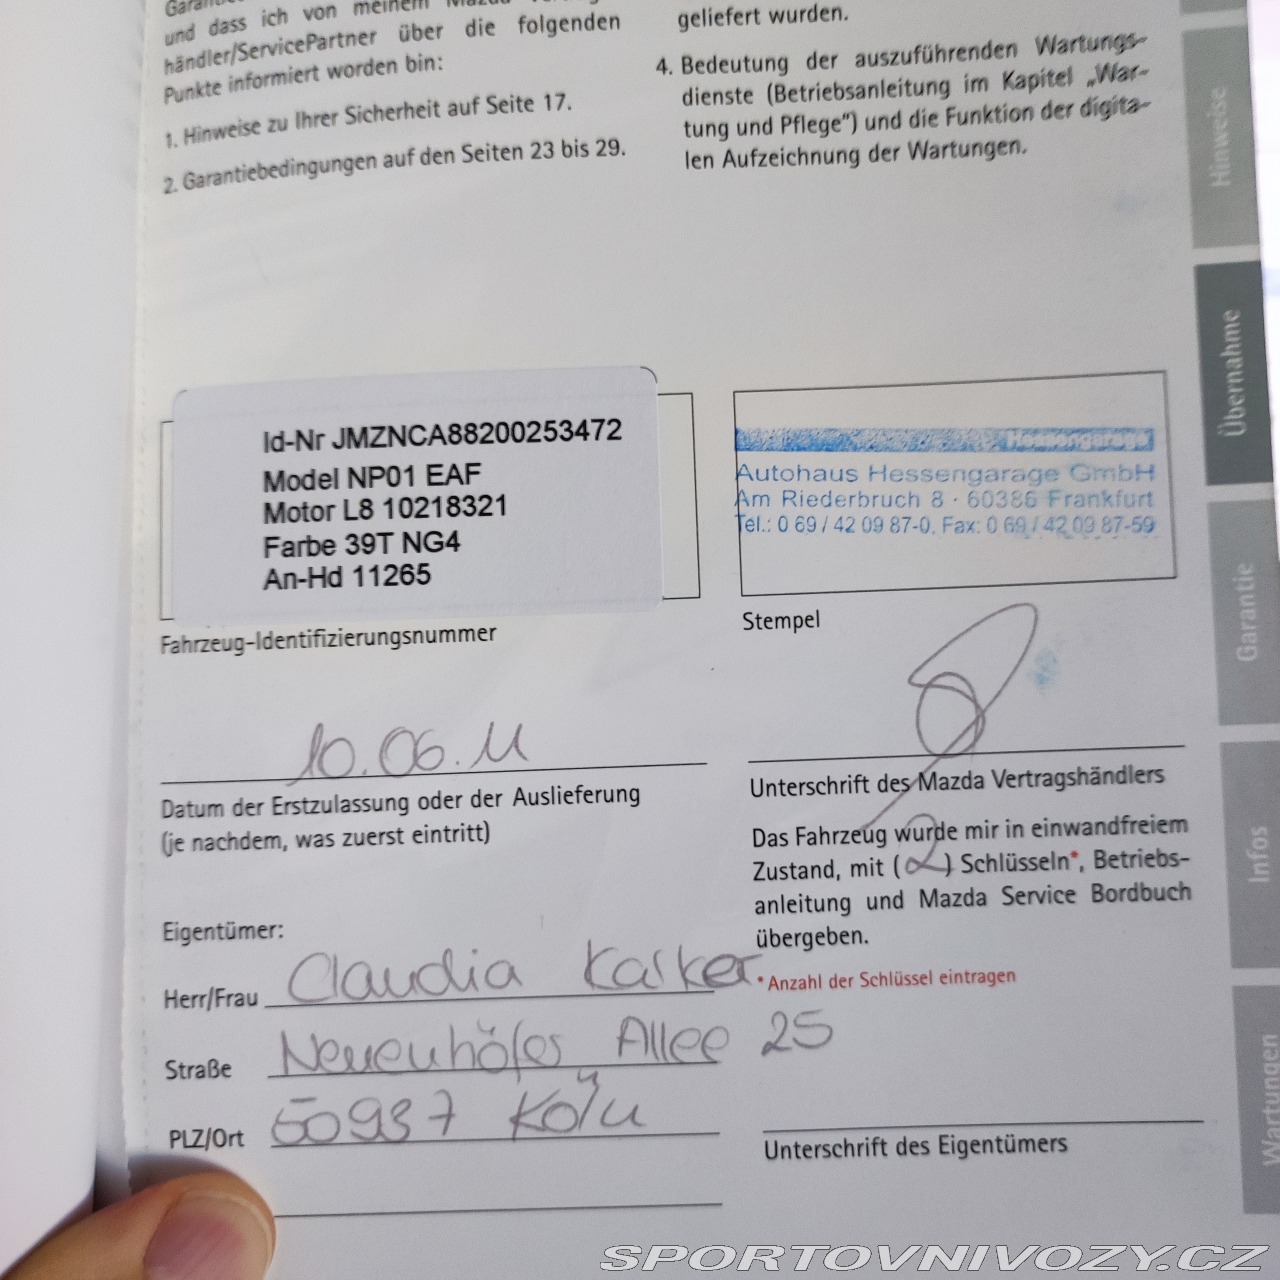 und dass ich von meinem Mazda
händler/ServicePartner über die folgenden
Punkte informiert worden bin:
1. Hinweise zu Ihrer Sicherheit auf Seite 17.
2. Garantiebedingungen auf den Seiten 23 bis 29.
geliefert wurden.
4. Bedeutung der auszuführenden Wartungs-
dienste (Betriebsanleitung im Kapitel „War-
tung und Pflege“) und die Funktion der digita-
len Aufzeichnung der Wartungen.
Hinweise
Übernahme
Garantie
Infos
Wartungen
Id-Nr JMZNCA88200253472
Model NP01 EAF
Motor L8 10218321
Farbe 39T NG4
An-Hd 11265
Fahrzeug-Identifizierungsnummer
Hessengarage
Autohaus Hessengarage GmbH
Am Riederbruch 8 · 60386 Frankfurt
Tel.: 0 69 / 42 09 87-0, Fax: 0 69 / 42 09 87-59
Stempel
10.06.11
Datum der Erstzulassung oder der Auslieferung
(je nachdem, was zuerst eintritt)
Unterschrift des Mazda Vertragshändlers
Das Fahrzeug wurde mir in einwandfreiem
Zustand, mit (2) Schlüsseln*, Betriebs-
anleitung und Mazda Service Bordbuch
übergeben.
*Anzahl der Schlüssel eintragen
Eigentümer:
Herr/Frau Claudia Kasker
Straße Neuenhöfer Allee 25
PLZ/Ort 50937 Köln
Unterschrift des Eigentümers
SPORTOVNIVOZY.CZ